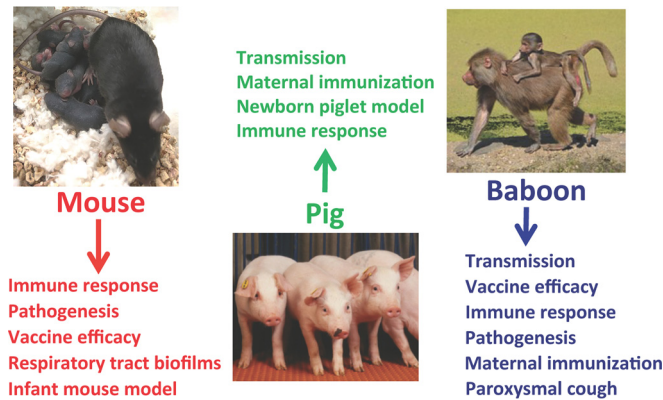 Mouse
Immune response
Pathogenesis
Vaccine efficacy
Respiratory tract biofilms
Infant mouse model
Transmission
Maternal immunization
Newborn piglet model
Immune response
Pig
Baboon
Transmission
Vaccine efficacy
Immune response
Pathogenesis
Maternal immunization
Paroxysmal cough